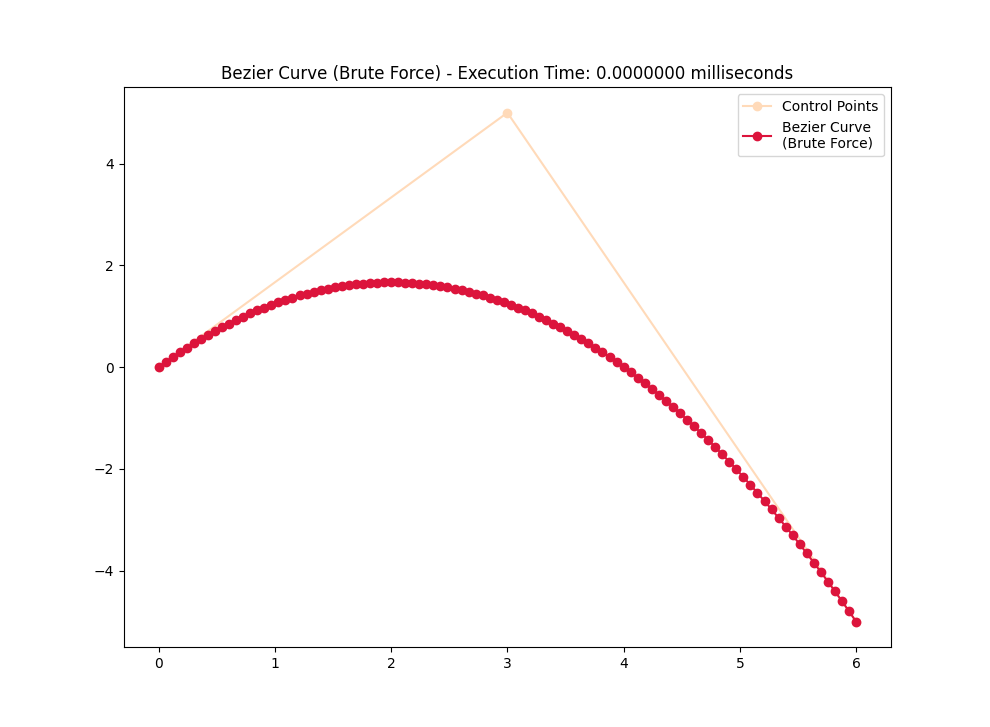 Bezier Curve (Brute Force) - Execution Time: 0.0000000 milliseconds
Control Points
Bezier Curve
(Brute Force)
4
2
0
−2
−4
0 1 2 3 4 5 6